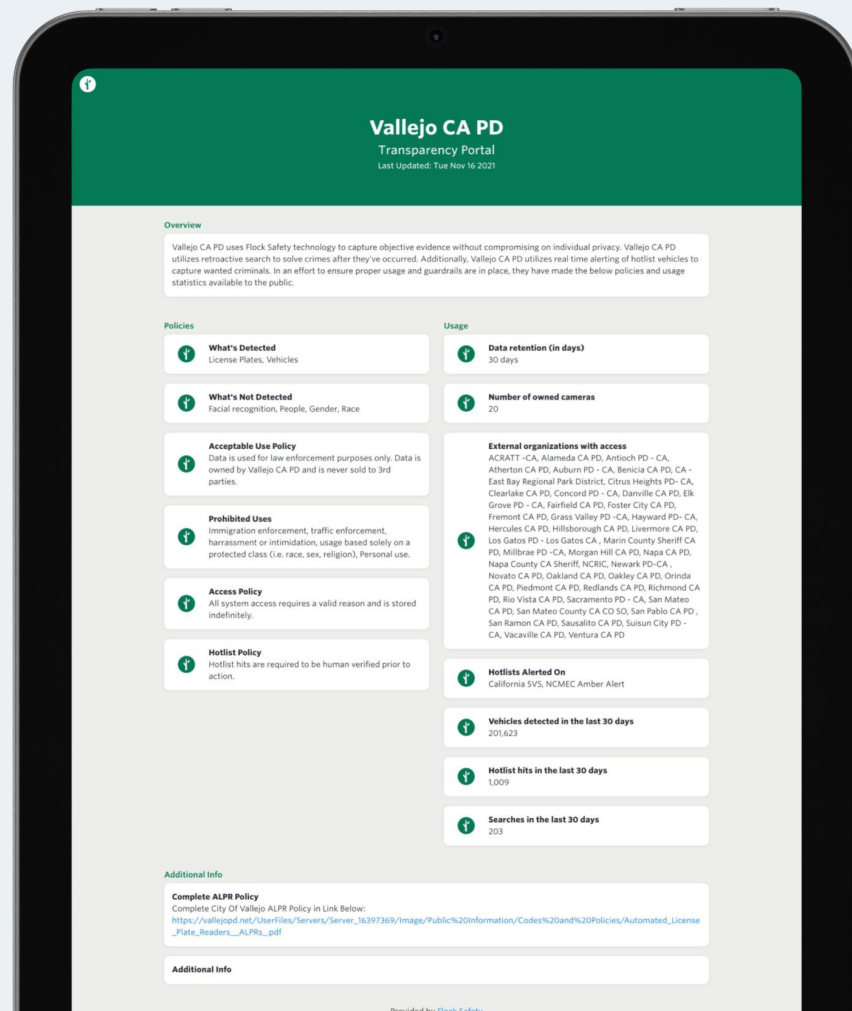 Vallejo CA PD
Transparency Portal
Last Updated: Tue Nov 16 2021
Overview
Vallejo CA PD uses Flock Safety technology to capture objective evidence without compromising on individual privacy. Vallejo CA PD
utilizes retroactive search to solve crimes after they've occurred. Additionally, Vallejo CA PD utilizes real time alerting of hotlist vehicles to
capture wanted criminals. In an effort to ensure proper usage and guardrails are in place, they have made the below policies and usage
statistics available to the public.
Policies
What's Detected
License Plates, Vehicles
What's Not Detected
Facial recognition, People, Gender, Race
Acceptable Use Policy
Data is used for law enforcement purposes only. Data is
owned by Vallejo CA PD and is never sold to 3rd
parties.
Prohibited Uses
Immigration enforcement, traffic enforcement,
harrassment or intimidation, usage based solely on a
protected class (i.e. race, sex, religion), Personal use.
Access Policy
All system access requires a valid reason and is stored
indefinitely.
Hotlist Policy
Hotlist hits are required to be human verified prior to
action.
Usage
Data retention (in days)
30 days
Number of owned cameras
20
External organizations with access
ACRATT -CA, Alameda CA PD, Antioch PD - CA,
Atherton CA PD, Auburn PD - CA, Benicia CA PD, CA -
East Bay Regional Park District, Citrus Heights PD- CA,
Clearlake CA PD, Concord PD - CA, Danville CA PD, Elk
Grove PD - CA, Fairfield CA PD, Foster City CA PD,
Fremont CA PD, Grass Valley PD -CA, Hayward PD- CA,
Hercules CA PD, Hillsborough CA PD, Livermore CA PD,
Los Gatos PD - Los Gatos CA , Marin County Sheriff CA
PD, Millbrae PD -CA, Morgan Hill CA PD, Napa CA PD,
Napa County CA Sheriff, NCRIC, Newark PD-CA ,
Novato CA PD, Oakland CA PD, Oakley CA PD, Orinda
CA PD, Piedmont CA PD, Redlands CA PD, Richmond CA
PD, Rio Vista CA PD, Sacramento PD - CA, San Mateo
CA PD, San Mateo County CA CO SO, San Pablo CA PD ,
San Ramon CA PD, Sausalito CA PD, Suisun City PD -
CA, Vacaville CA PD, Ventura CA PD
Hotlists Alerted On
California SVS, NCMEC Amber Alert
Vehicles detected in the last 30 days
201,623
Hotlist hits in the last 30 days
1,009
Searches in the last 30 days
203
Additional Info
Complete ALPR Policy
Complete City Of Vallejo ALPR Policy in Link Below:
https://vallejopd.net/UserFiles/Servers/Server_16397369/Image/Public%20Information/Codes%20and%20Policies/Automated_License
_Plate_Readers__ALPRs_.pdf
Additional Info
Provided by Flock Safety